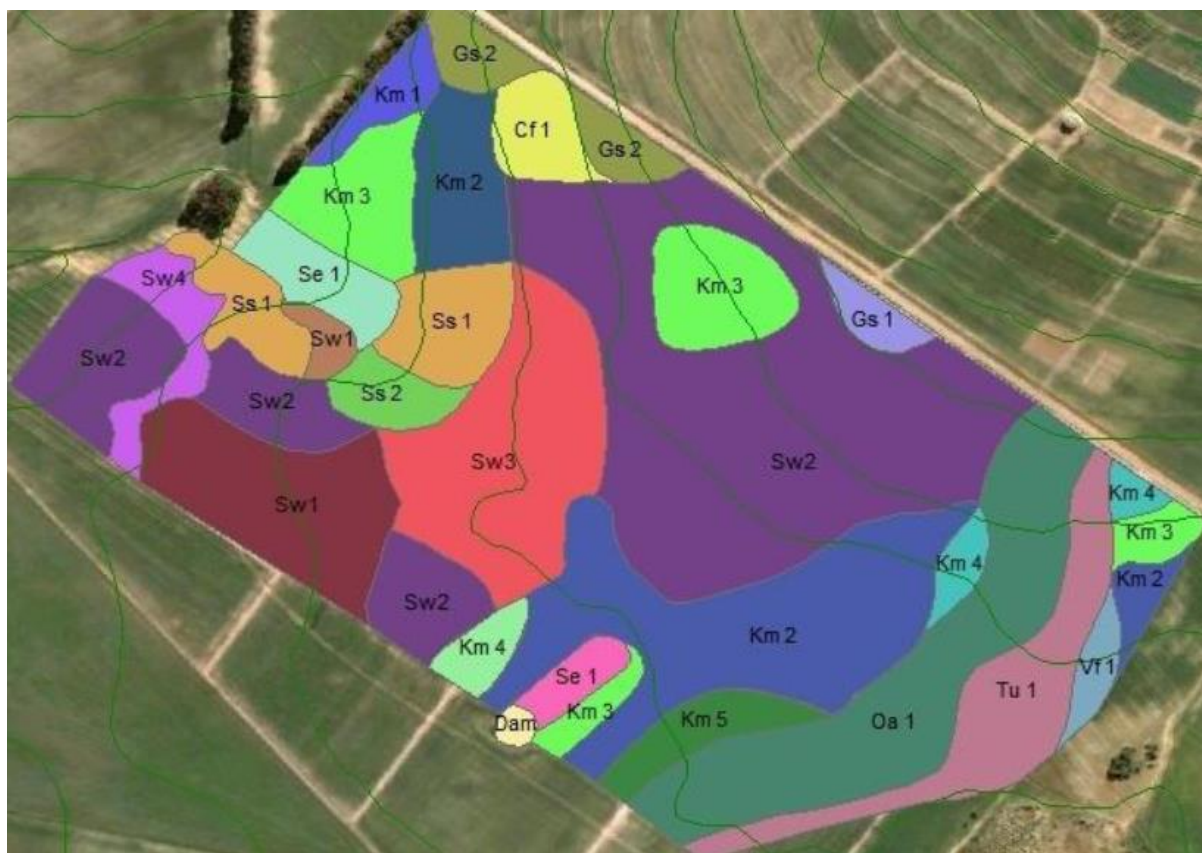 Gs 2
Km 1
Cf 1
Gs 2
Km 2
Km 3
Se 1
Sw4
Km 3
Ss 1
Ss 1
Gs 1
Sw1
Sw2
Ss 2
Sw2
Sw3
Sw2
Km 4
Sw1
Km 3
Km 4
Km 2
Sw2
Km 2
Km 4
Vf 1
Se 1
Tu 1
Km 3
Km 5
Dam
Oa 1